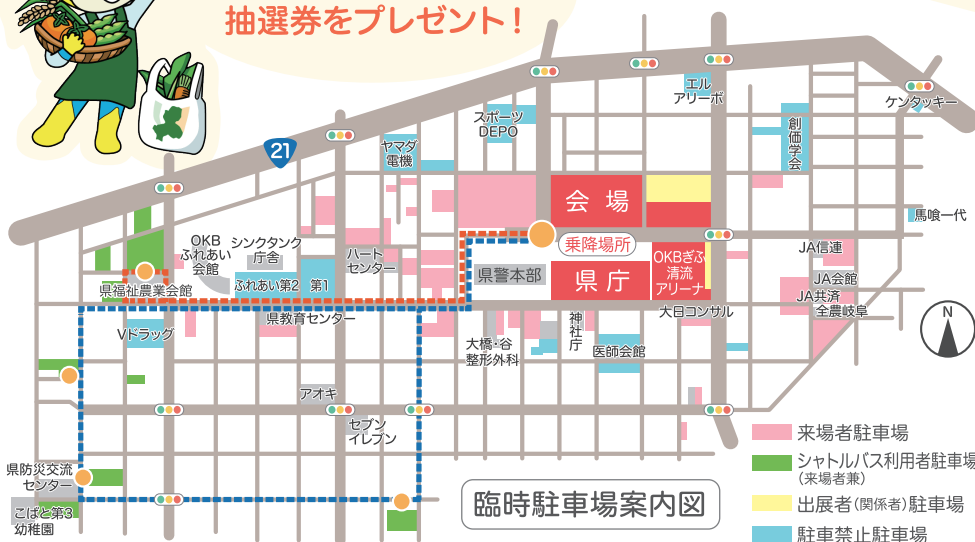 抽選券をプレゼント!
21
エル
アリーボ
ケンタッキー
スポーツ
DEPO
ヤマダ
電機
創価学会
会場
馬喰一代
OKB
ふれあい
会館
シンクタンク
庁舎
ハート
センター
乗降場所
JA信連
県福祉農業会館
ふれあい第2
第1
県警本部
県庁
OKBぎふ
清流
アリーナ
JA会館
JA共済
全農岐阜
Vドラッグ
県教育センター
大橋・谷
整形外科
神社庁
医師会館
大日コンサル
N
アオキ
セブン
イレブン
県防災交流
センター
こばと第3
幼稚園
臨時駐車場案内図
来場者駐車場
シャトルバス利用者駐車場
(来場者兼)
出展者(関係者)駐車場
駐車禁止駐車場